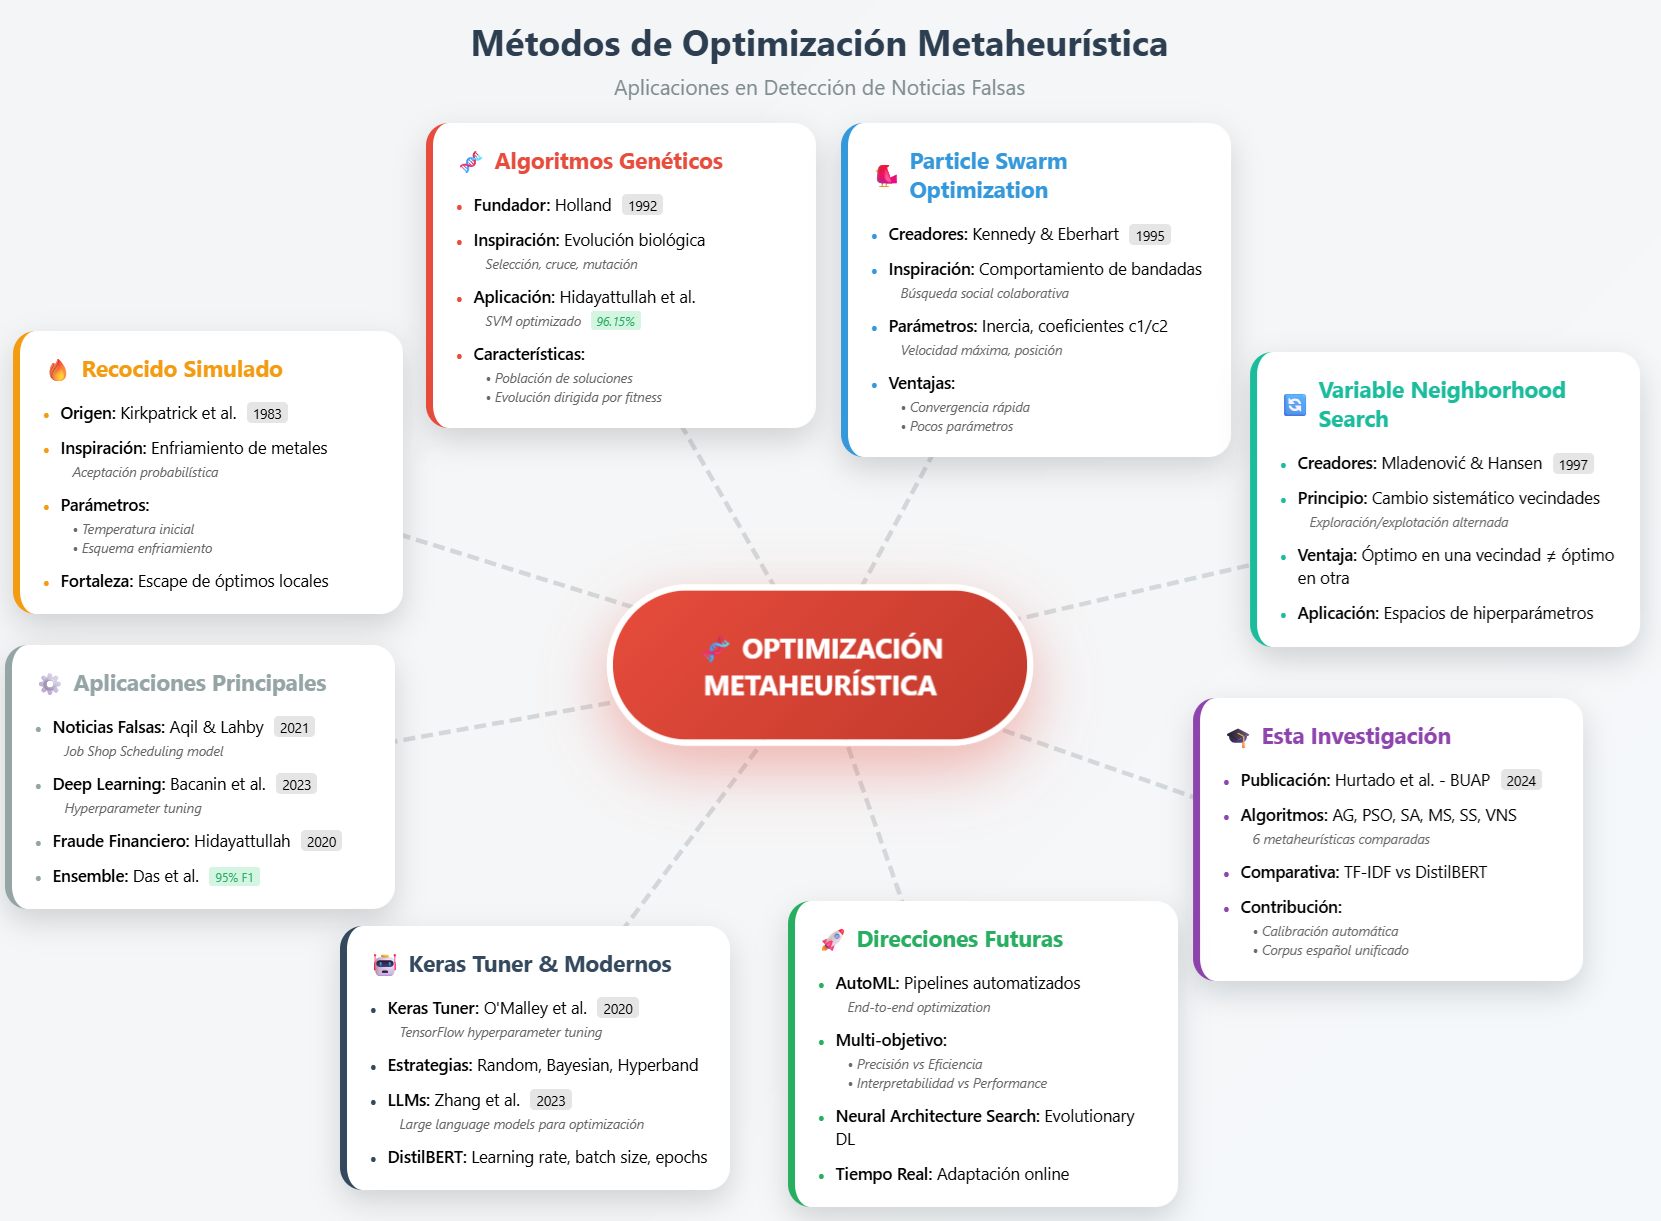 Métodos de Optimización Metaheurística
Aplicaciones en Detección de Noticias Falsas
Algoritmos Genéticos
• Fundador: Holland 1992
• Inspiración: Evolución biológica
Selección, cruce, mutación
• Aplicación: Hidayattullah et al.
SVM optimizado 96.15%
• Características:
• Población de soluciones
• Evolución dirigida por fitness
Particle Swarm
Optimization
• Creadores: Kennedy & Eberhart 1995
• Inspiración: Comportamiento de bandadas
Búsqueda social colaborativa
• Parámetros: Inercia, coeficientes c1/c2
Velocidad máxima, posición
• Ventajas:
• Convergencia rápida
• Pocos parámetros
Recocido Simulado
• Origen: Kirkpatrick et al. 1983
• Inspiración: Enfriamiento de metales
Aceptación probabilística
• Parámetros:
• Temperatura inicial
• Esquema enfriamiento
• Fortaleza: Escape de óptimos locales
Variable Neighborhood
Search
• Creadores: Mladenović & Hansen 1997
• Principio: Cambio sistemático vecindades
Exploración/explotación alternada
• Ventaja: Óptimo en una vecindad ≠ óptimo
en otra
• Aplicación: Espacios de hiperparámetros
OPTIMIZACIÓN
METAHEURÍSTICA
Aplicaciones Principales
• Noticias Falsas: Aqil & Lahby 2021
Job Shop Scheduling model
• Deep Learning: Bacanin et al. 2023
Hyperparameter tuning
• Fraude Financiero: Hidayattullah 2020
• Ensemble: Das et al. 95% F1
Esta Investigación
• Publicación: Hurtado et al. - BUAP 2024
• Algoritmos: AG, PSO, SA, MS, SS, VNS
6 metaheurísticas comparadas
• Comparativa: TF-IDF vs DistilBERT
• Contribución:
• Calibración automática
• Corpus español unificado
Keras Tuner & Modernos
• Keras Tuner: O'Malley et al. 2020
TensorFlow hyperparameter tuning
• Estrategias: Random, Bayesian, Hyperband
• LLMs: Zhang et al. 2023
Large language models para optimización
• DistilBERT: Learning rate, batch size, epochs
Direcciones Futuras
• AutoML: Pipelines automatizados
End-to-end optimization
• Multi-objetivo:
• Precisión vs Eficiencia
• Interpretabilidad vs Performance
• Neural Architecture Search: Evolutionary
DL
• Tiempo Real: Adaptación online